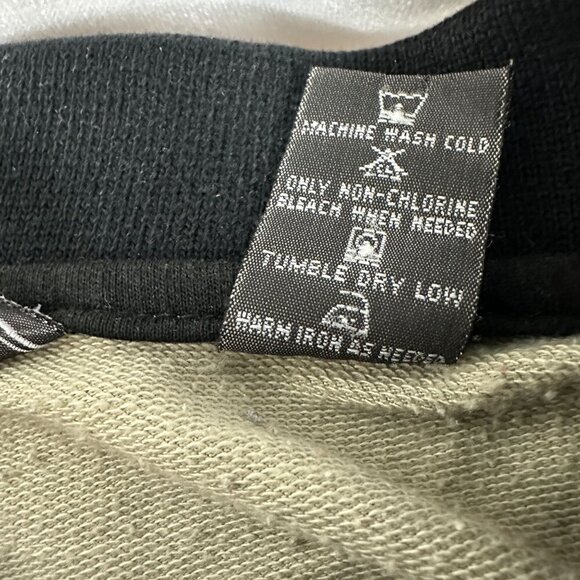 MACHINE WASH COLD
ONLY NON-CHLORINE
BLEACH WHEN NEEDED
TUMBLE DRY LOW
WARM IRON AS NEEDED